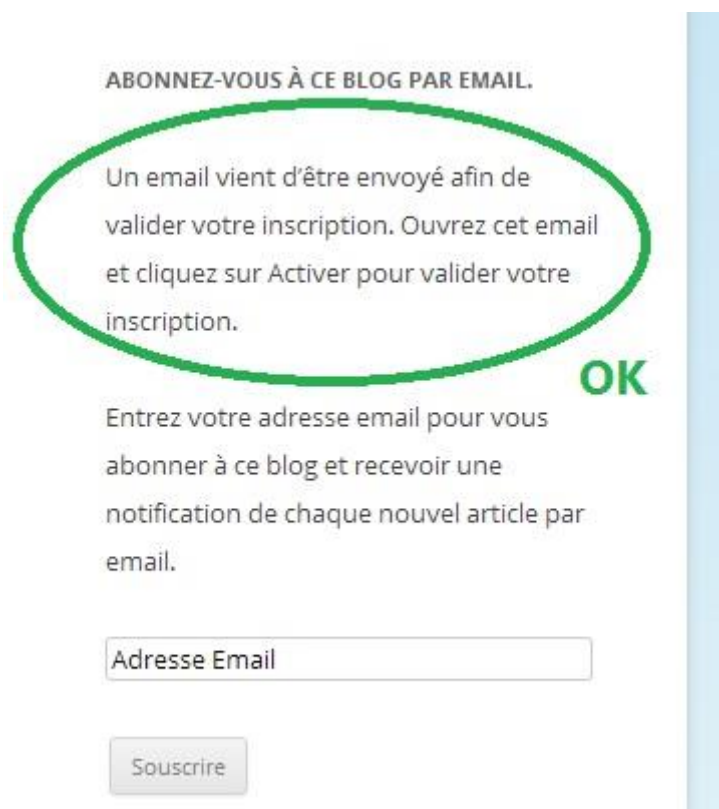 ABONNEZ-VOUS À CE BLOG PAR EMAIL.
Un email vient d'être envoyé afin de
valider votre inscription. Ouvrez cet email
et cliquez sur Activer pour valider votre
inscription.
OK
Entrez votre adresse email pour vous
abonner à ce blog et recevoir une
notification de chaque nouvel article par
email.
Adresse Email
Souscrire